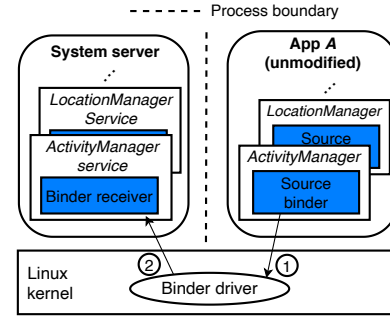 Process boundary
System server
App A
(unmodified)
...
LocationManager
Service
ActivityManager
service
Binder receiver
...
LocationManager
Source
ActivityManager
Source
binder
2
1
Linux
kernel
Binder driver